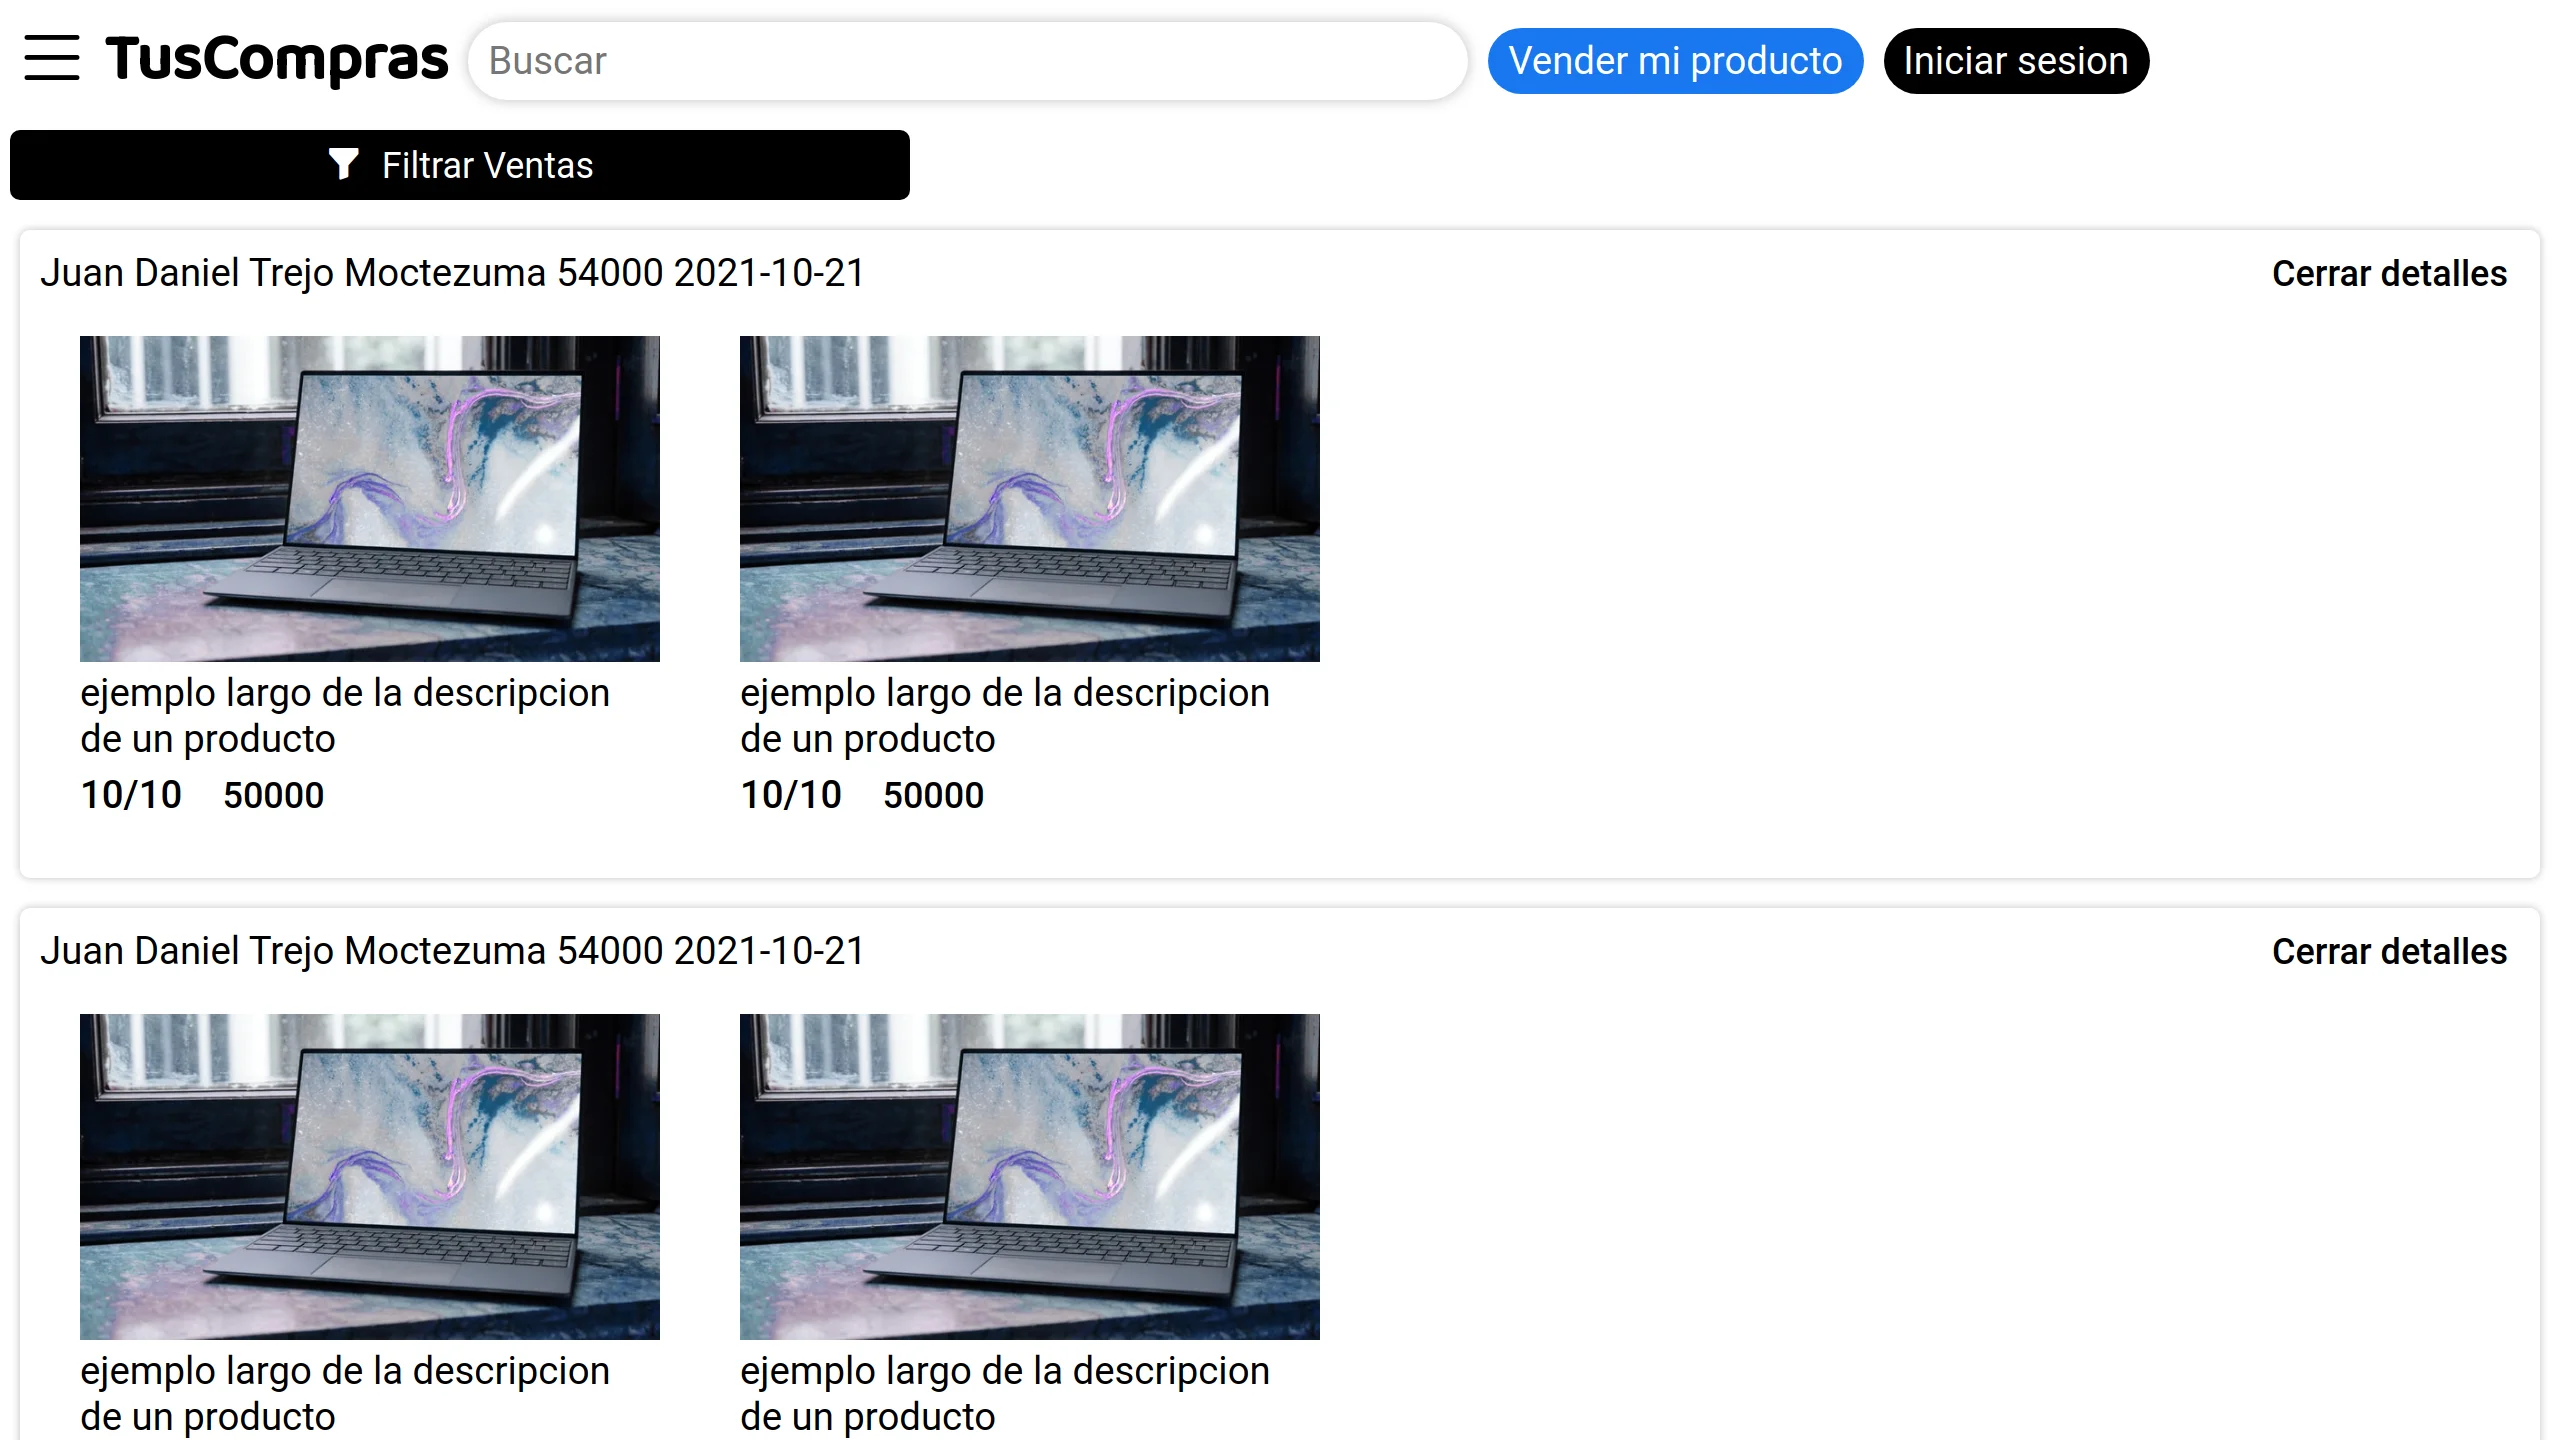 TusCompras
Buscar
Vender mi producto
Iniciar sesion
Filtrar Ventas
Juan Daniel Trejo Moctezuma 54000 2021-10-21
Cerrar detalles
ejemplo largo de la descripcion
de un producto
10/10 50000
ejemplo largo de la descripcion
de un producto
10/10 50000
Juan Daniel Trejo Moctezuma 54000 2021-10-21
Cerrar detalles
ejemplo largo de la descripcion
de un producto
ejemplo largo de la descripcion
de un producto